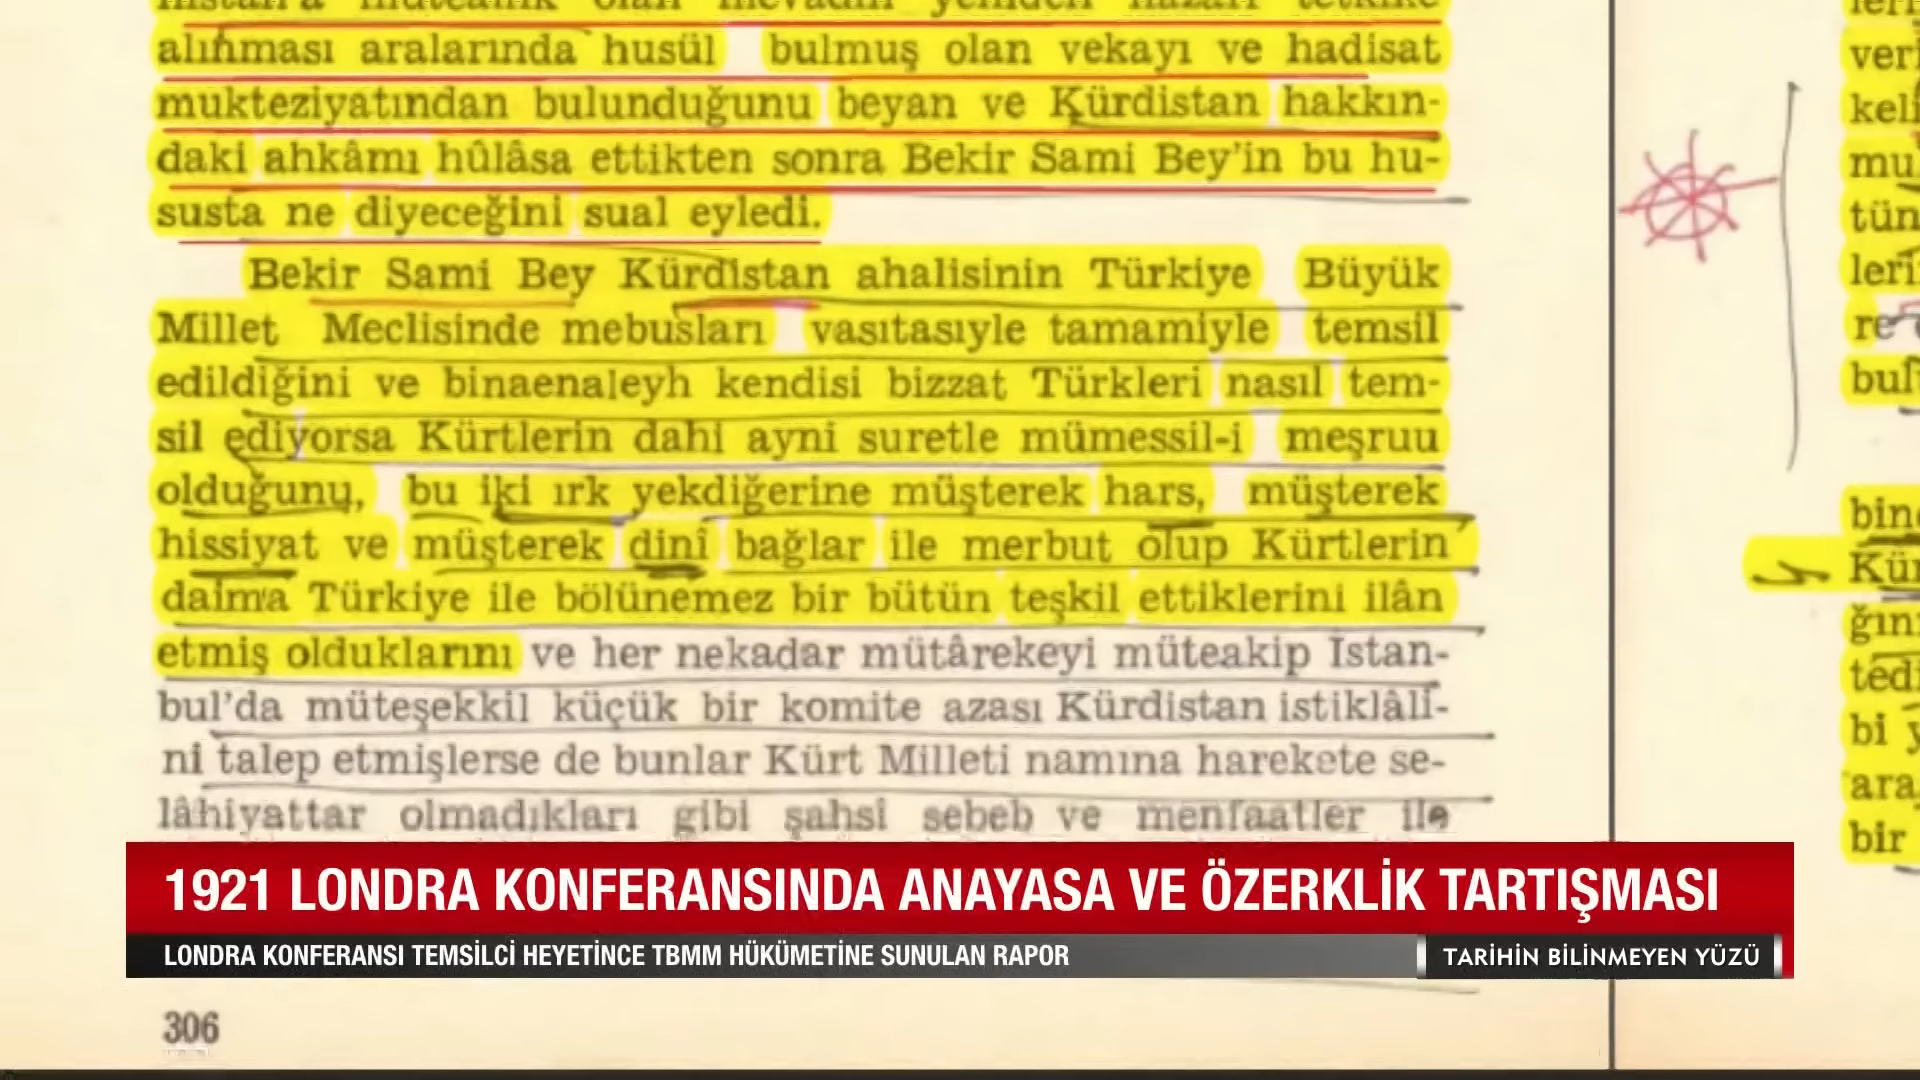 alınması aralarında husül bulmuş olan vekayı ve hadisat
mukteziyatından bulunduğunu beyan ve Kürdistan hakkın-
daki ahkâmı hûlâsa ettikten sonra Bekir Sami Bey'in bu hu-
susta ne diyeceğini sual eyledi.
Bekir Sami Bey Kürdistan ahalisinin Türkiye Büyük
Millet Meclisinde mebusları vasıtasıyle tamamiyle temsil
edildiğini ve binaenaleyh kendisi bizzat Türkleri nasıl tem-
sil ediyorsa Kürtlerin dahi ayni suretle mümessil-i meşruu
olduğunu, bu iki ırk yekdiğerine müşterek hars, müşterek
hissiyat ve müşterek dinî bağlar ile merbut olup Kürtlerin
daima Türkiye ile bölünemez bir bütün teşkil ettiklerini ilân
etmiş olduklarını ve her nekadar mütârekeyi müteakip İstan-
bul'da müteşekkil küçük bir komite azası Kürdistan istiklâli-
ni talep etmişlerse de bunlar Kürt Milleti namına harekete se-
lâhiyattar olmadıkları gibi şahsî sebeb ve menfaatler ile
1921 LONDRA KONFERANSINDA ANAYASA VE ÖZERKLİK TARTIŞMASI
LONDRA KONFERANSI TEMSİLCİ HEYETİNCE TBMM HÜKÜMETİNE SUNULAN RAPOR
TARİHİN BİLİNMEYEN YÜZÜ
306